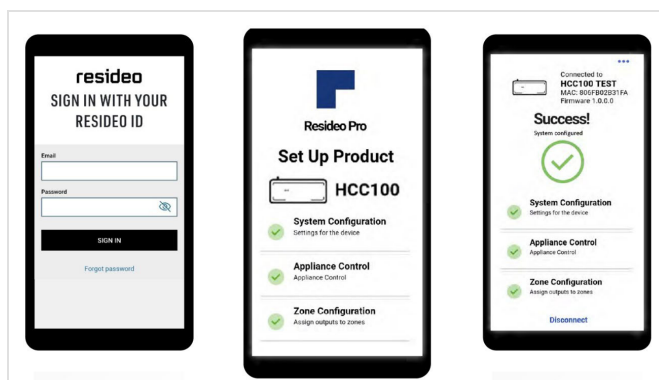 resideo
SIGN IN WITH YOUR
RESIDEO ID
Email
Password
SIGN IN
Forgot password
Resideo Pro
Set Up Product
HCC100
System Configuration
Settings for the device
Appliance Control
Appliance Control
Zone Configuration
Assign outputs to zones
Connected to
HCC100 TEST
MAC: 806FB02B31FA
Firmware 1.0.0.0
Success!
System configured
System Configuration
Settings for the device
Appliance Control
Appliance Control
Zone Configuration
Assign outputs to zones
Disconnect